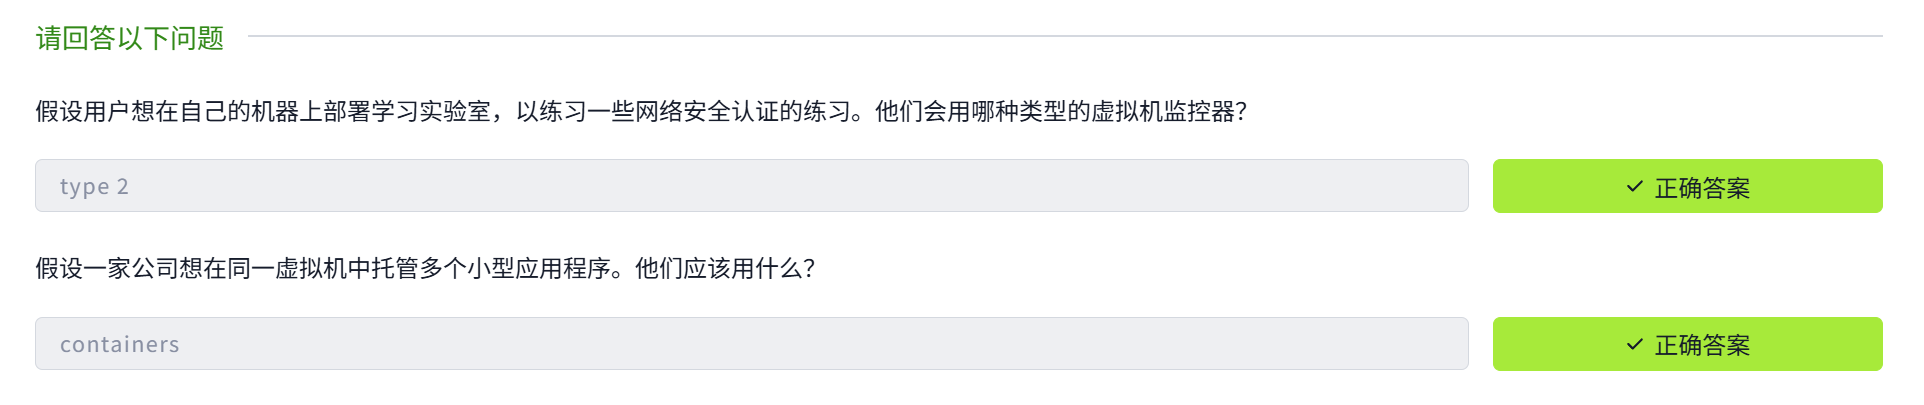 请回答以下问题
假设用户想在自己的机器上部署学习实验室，以练习一些网络安全认证的练习。他们会用哪种类型的虚拟机监控器？
type 2
正确答案
假设一家公司想在同一虚拟机中托管多个小型应用程序。他们应该用什么？
containers
正确答案